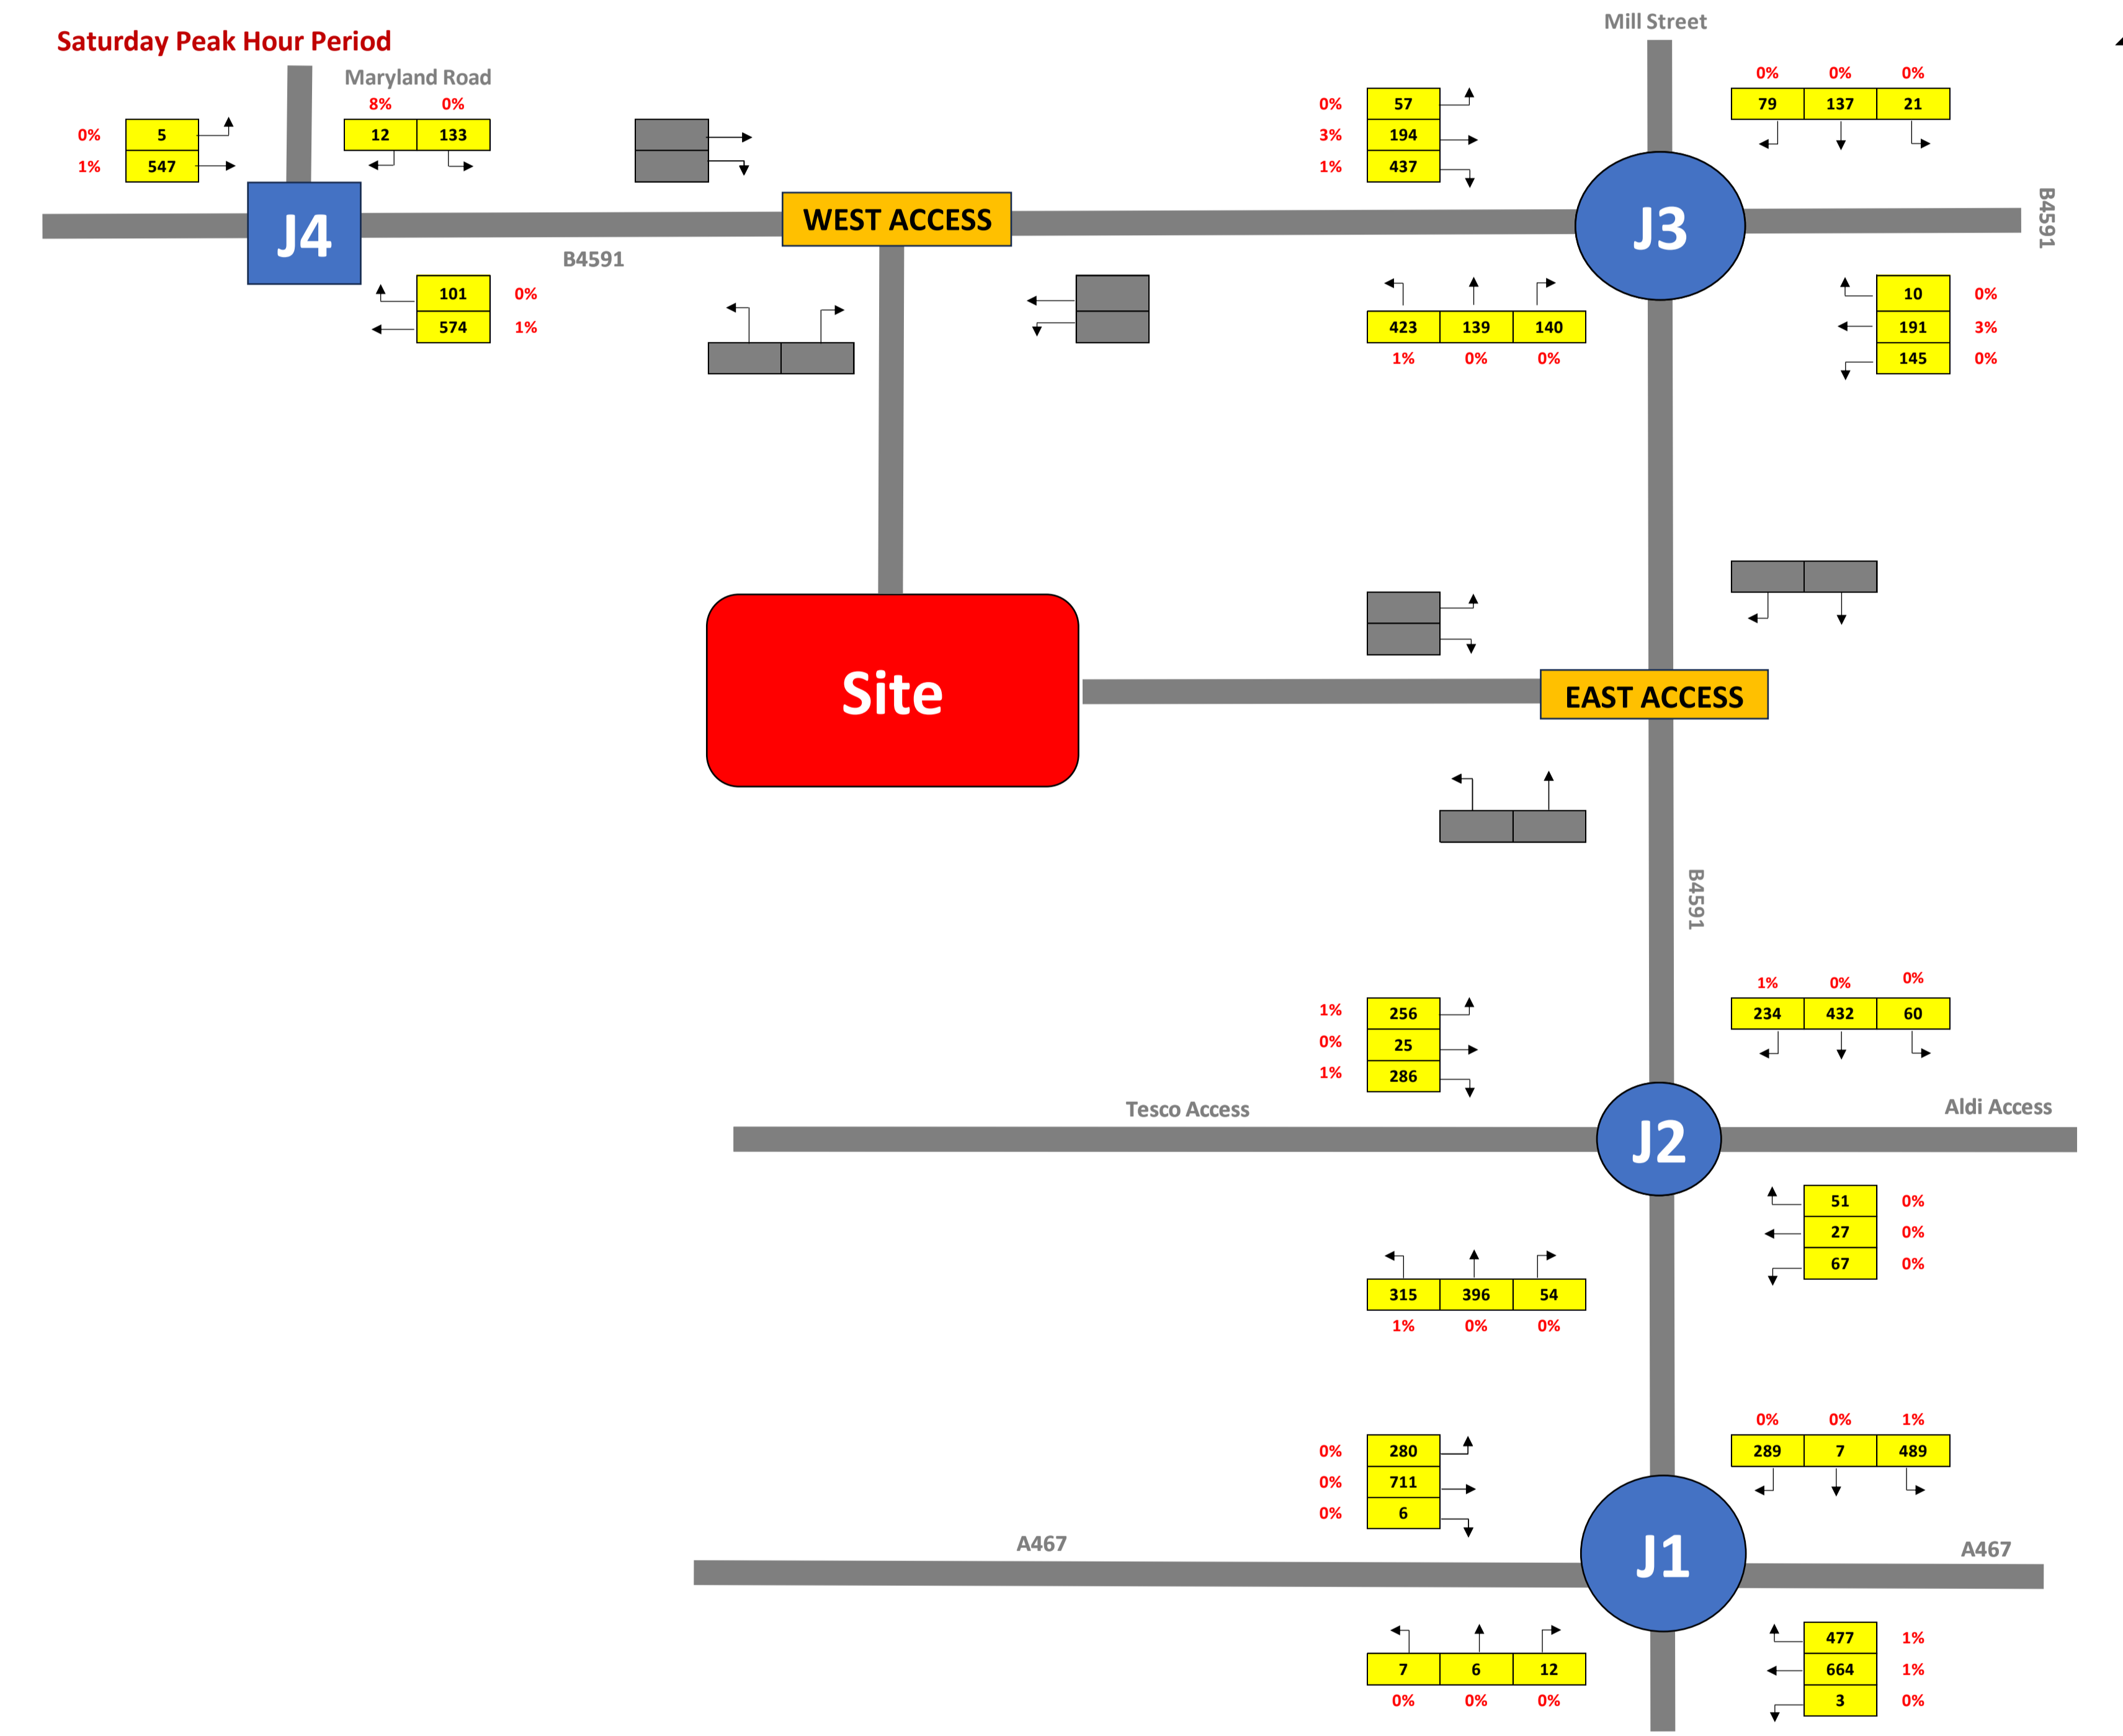 Mill Street
Saturday Peak Hour Period
Maryland Road
8% 0%
0% 5
12 133
1% 547
0% 57
3% 194
1% 437
0% 0% 0%
79 137 21
J4
WEST ACCESS
J3
B4591
B4591
101 0%
574 1%
423 139 140
1% 0% 0%
10 0%
191 3%
145 0%
Site
EAST ACCESS
B4591
1% 256
0% 25
1% 286
1% 0% 0%
234 432 60
Tesco Access
Aldi Access
J2
51 0%
27 0%
67 0%
315 396 54
1% 0% 0%
0% 280
0% 711
0% 6
0% 0% 1%
289 7 489
A467
A467
J1
7 6 12
0% 0% 0%
477 1%
664 1%
3 0%